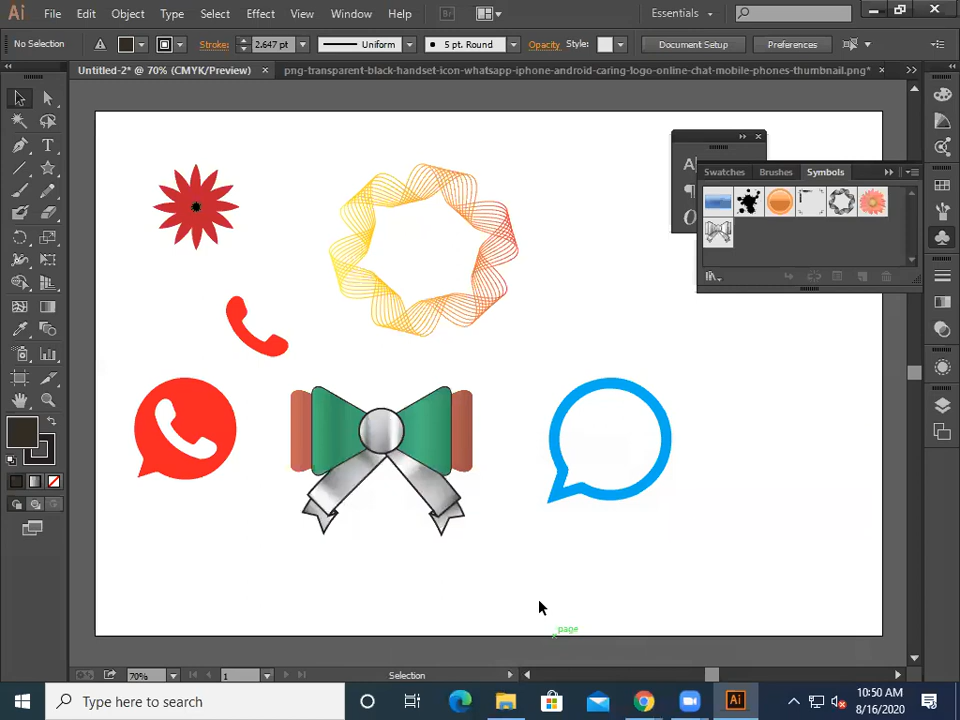 Ai File Edit Object Type Select Effect View Window Help Br Essentials
No Selection Stroke: 2.647 pt Uniform 5 pt. Round Opacity Style: Document Setup Preferences
Untitled-2* @ 70% (CMYK/Preview) × png-transparent-black-handset-icon-whatsapp-iphone-android-caring-logo-online-chat-mobile-phones-thumbnail.png* ×
Swatches Brushes Symbols
page
70% 1 Selection
Type here to search
Ai
10:50 AM
8/16/2020